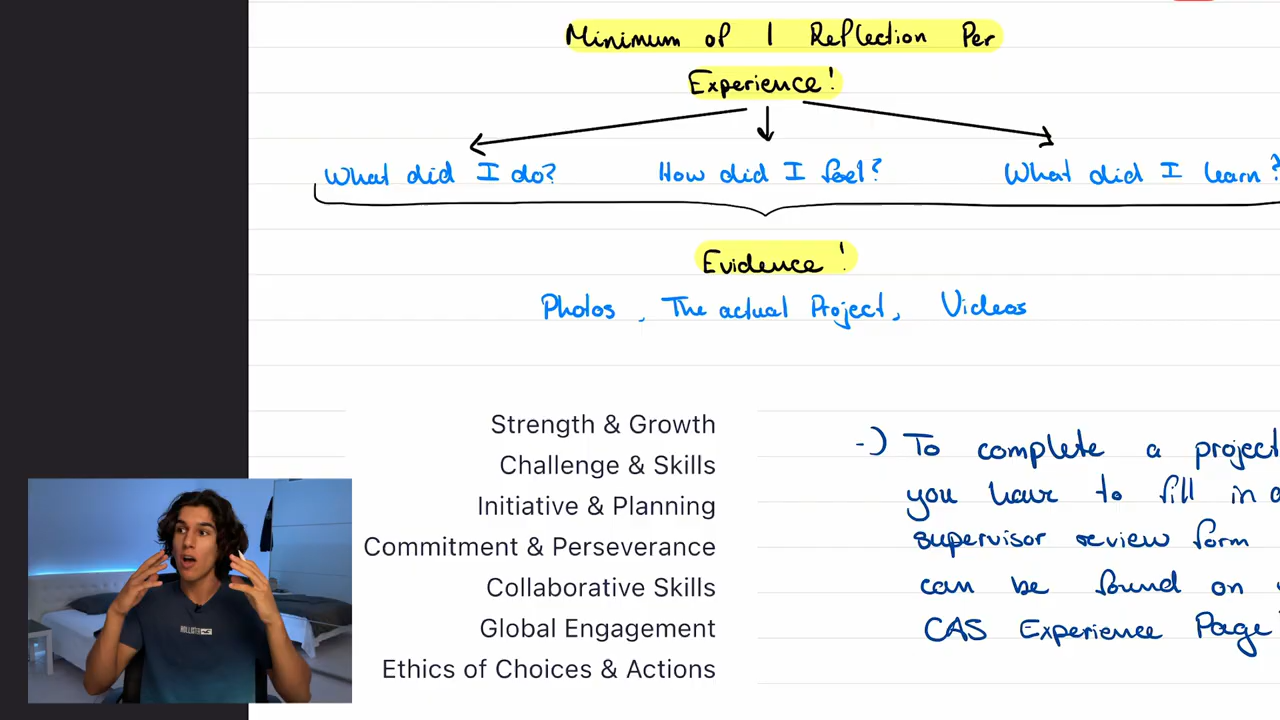 Minimum of 1 Reflection Per
Experience!
What did I do? How did I feel? What did I learn?
Evidence!
Photos, The actual Project, Videos
Strength & Growth
Challenge & Skills
Initiative & Planning
Commitment & Perseverance
Collaborative Skills
Global Engagement
Ethics of Choices & Actions
-) To complete a project
you have to fill in a
supervisor review form
can be found on
CAS Experience Page
HOLLISTER